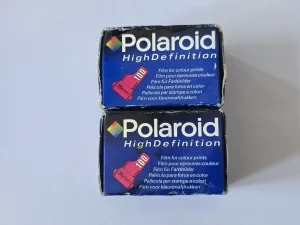 Polaroid
HighDefinition
100
Film for colour prints
Film pour épreuves couleur
Film für Farbbilder
Película para fotos en color
Pellicola per stampe a colori
Film voor kleurenafdrukken
Polaroid
HighDefinition
100
Film for colour prints
Film pour épreuves couleur
Film für Farbbilder
Película para fotos en color
Pellicola per stampe a colori
Film voor kleurenafdrukken